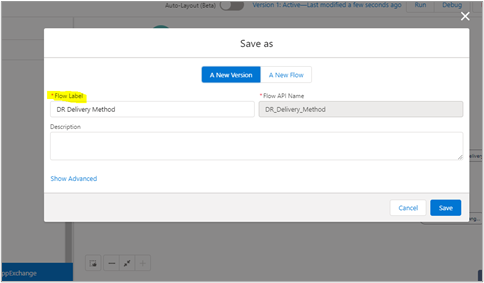 Auto-Layout (Beta) Version 1: Active—Last modified a few seconds ago Run Debug
Save as
A New Version A New Flow
* Flow Label * Flow API Name
DR Delivery Method DR_Delivery_Method
Description
Show Advanced
Cancel Save
ppExchange